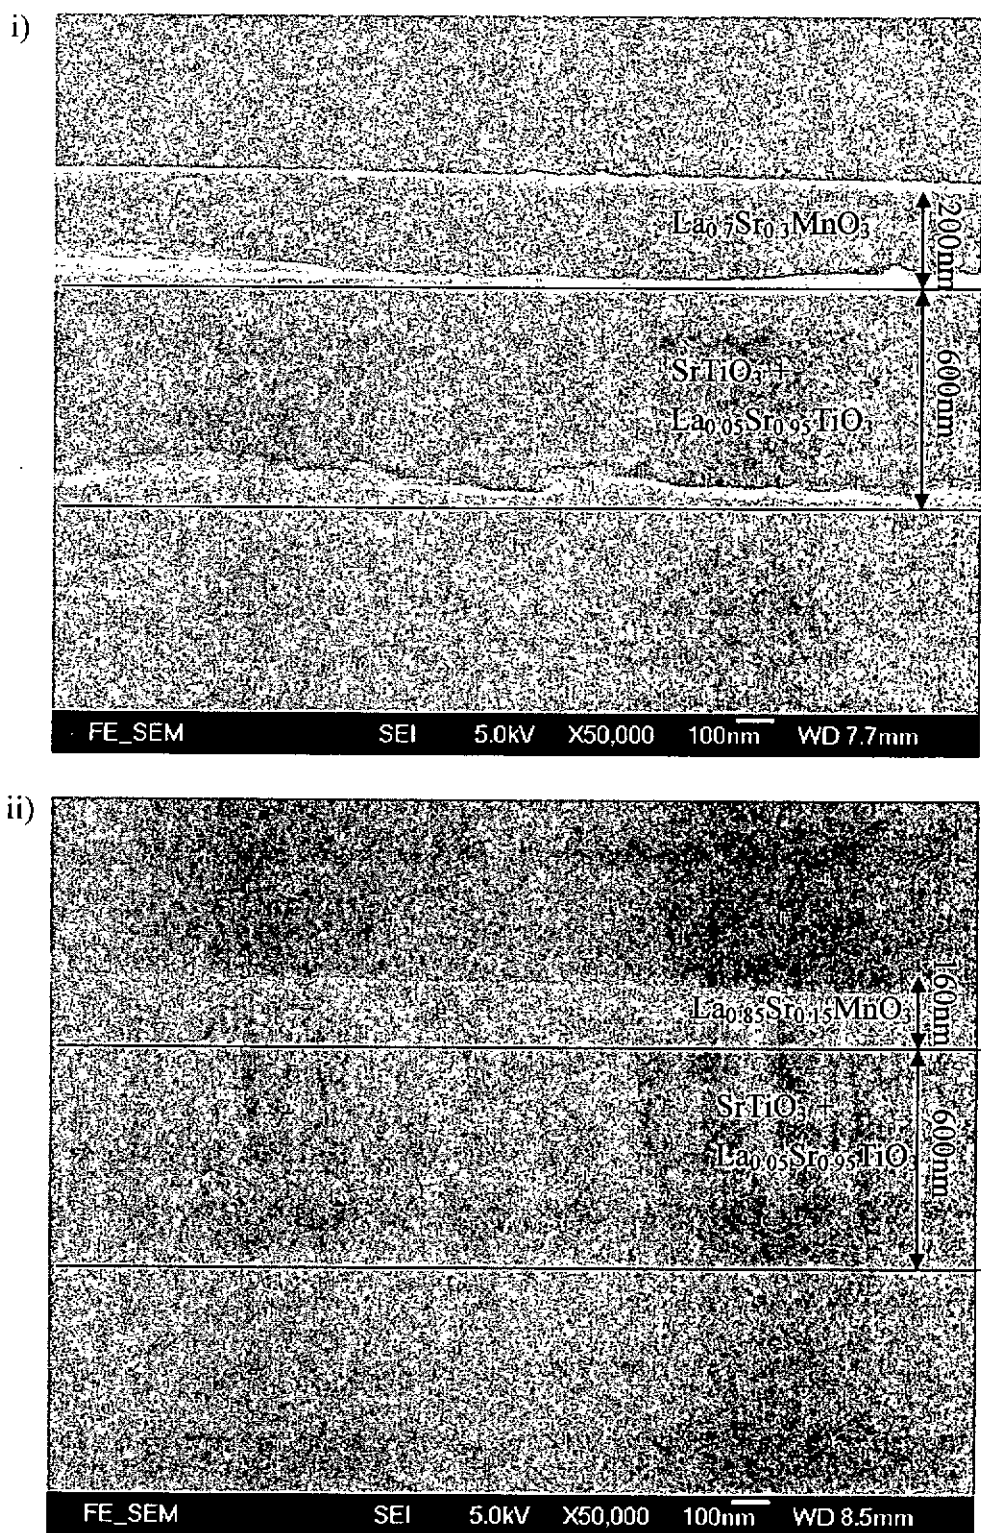 i)
La₀.₇Sr₀.₃MnO₃
200nm
SrTiO₃ +
La₀.₀₅Sr₀.₉₅TiO₃
600nm
FE_SEM SEI 5.0kV X50,000 100nm WD 7.7mm
ii)
La₀.₈₅Sr₀.₁₅MnO₃
160nm
SrTiO₃ +
La₀.₀₅Sr₀.₉₅TiO₃
600nm
FE_SEM SEI 5.0kV X50,000 100nm WD 8.5mm